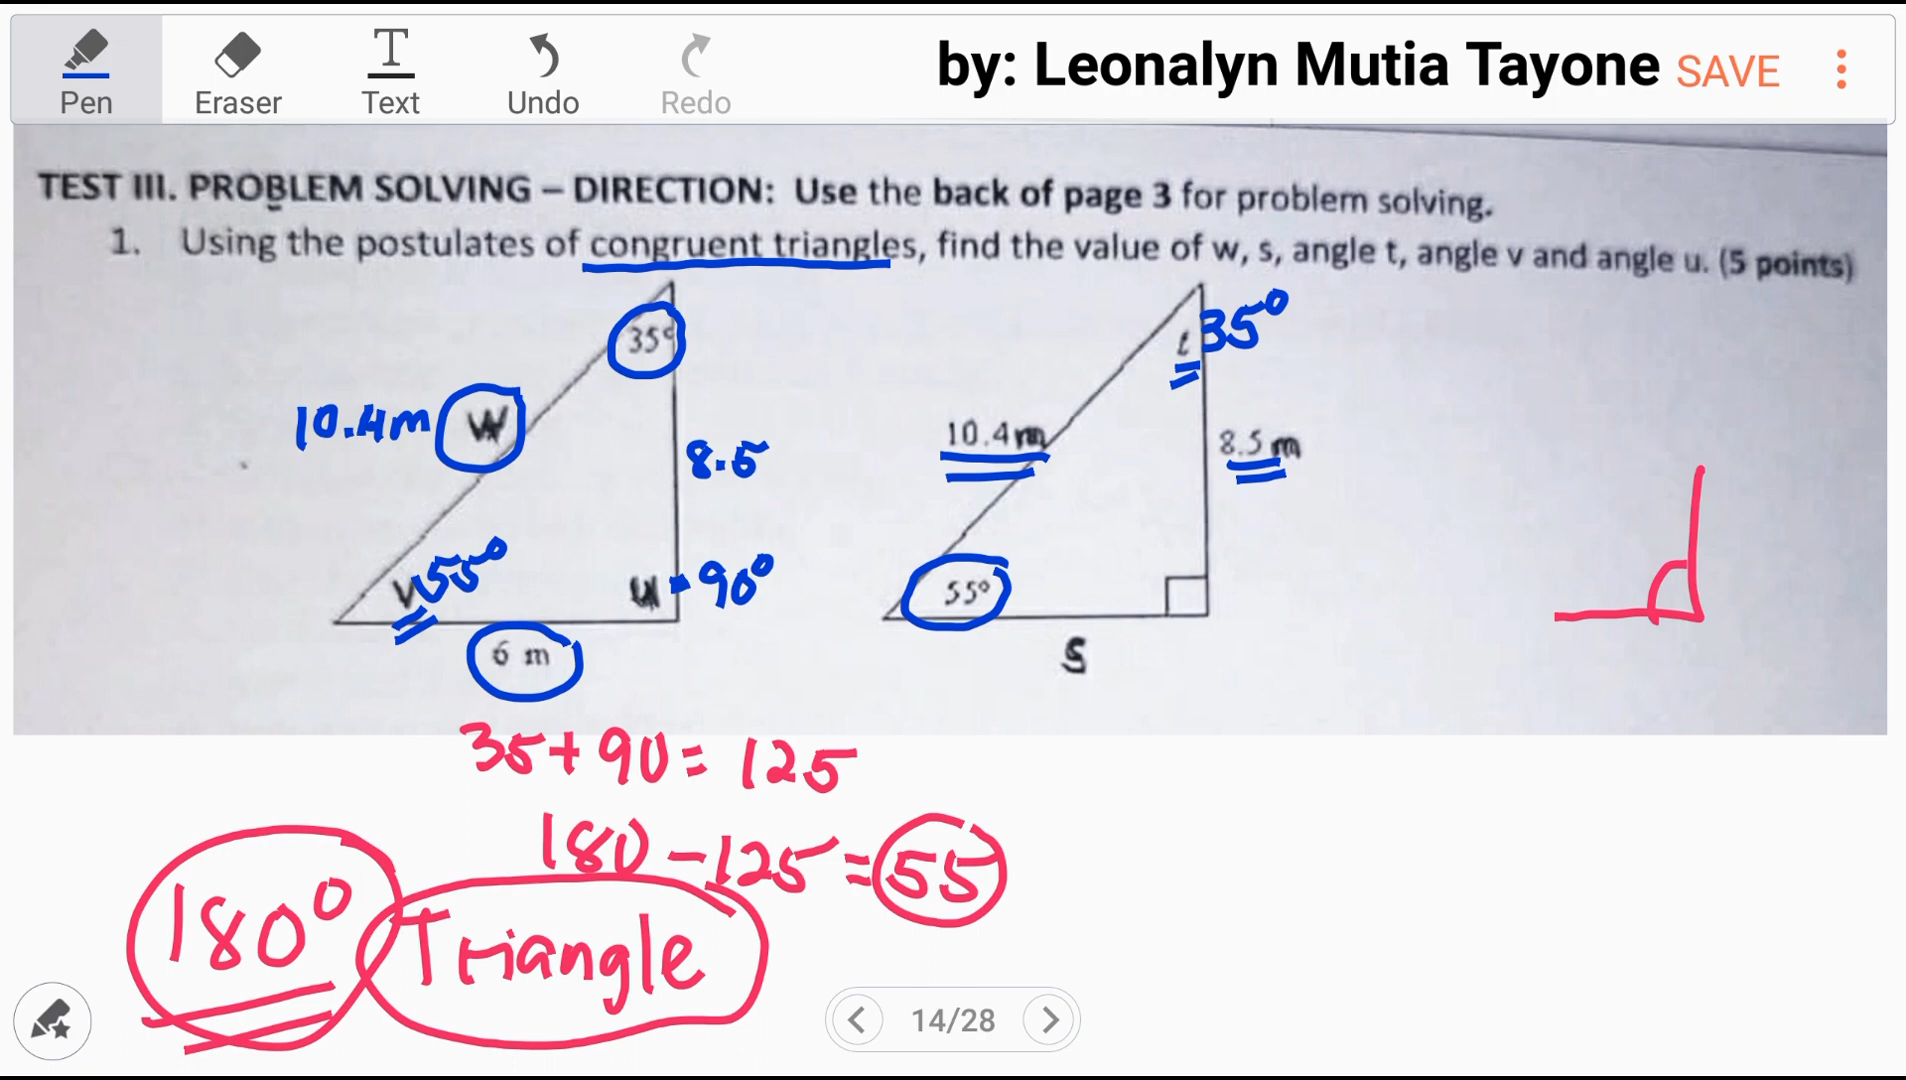 Pen
Eraser
Text
Undo
Redo
by: Leonalyn Mutia Tayone
SAVE
TEST III. PROBLEM SOLVING – DIRECTION: Use the back of page 3 for problem solving.
1. Using the postulates of congruent triangles, find the value of w, s, angle t, angle v and angle u. (5 points)
35°
t 35°
10.4m W
10.4m
8.5 m
8.5
V 55°
u = 90°
55°
6 m
S
35+90= 125
180-125=55
180° Triangle
14/28